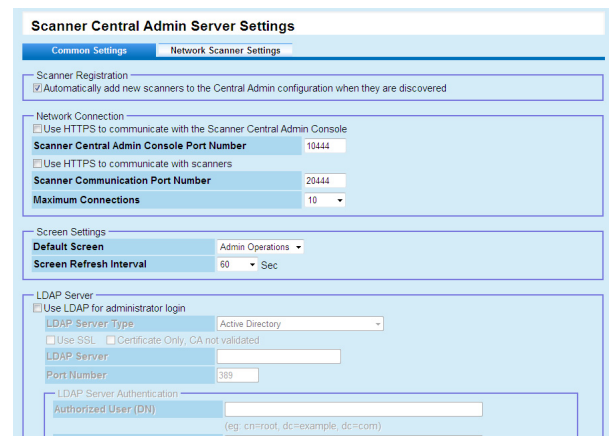 Scanner Central Admin Server Settings
Common Settings
Network Scanner Settings
Scanner Registration
Automatically add new scanners to the Central Admin configuration when they are discovered
Network Connection
Use HTTPS to communicate with the Scanner Central Admin Console
Scanner Central Admin Console Port Number 10444
Use HTTPS to communicate with scanners
Scanner Communication Port Number 20444
Maximum Connections 10
Screen Settings
Default Screen Admin Operations
Screen Refresh Interval 60 Sec
LDAP Server
Use LDAP for administrator login
LDAP Server Type Active Directory
Use SSL Certificate Only, CA not validated
LDAP Server
Port Number 389
LDAP Server Authentication
Authorized User (DN)
(eg: cn=root, dc=example, dc=com)